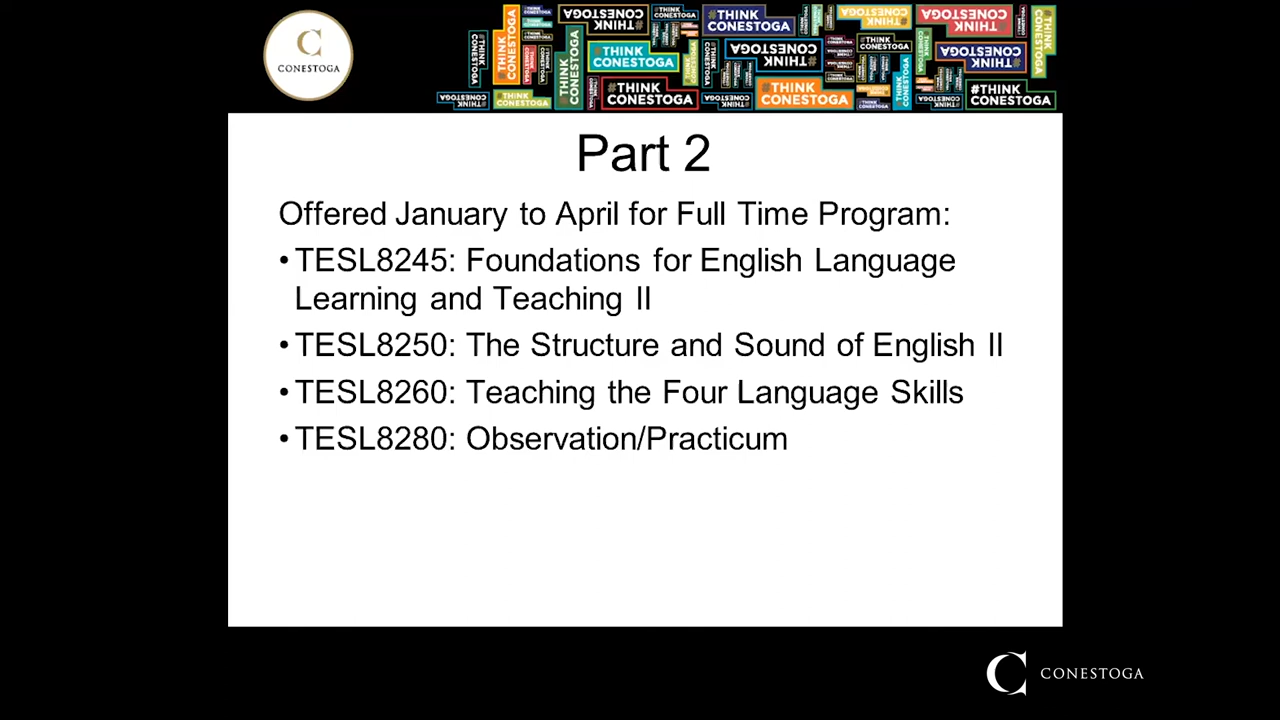 C
CONESTOGA
#THINK
CONESTOGA
Part 2
Offered January to April for Full Time Program:
•TESL8245: Foundations for English Language
Learning and Teaching II
•TESL8250: The Structure and Sound of English II
•TESL8260: Teaching the Four Language Skills
•TESL8280: Observation/Practicum
C CONESTOGA